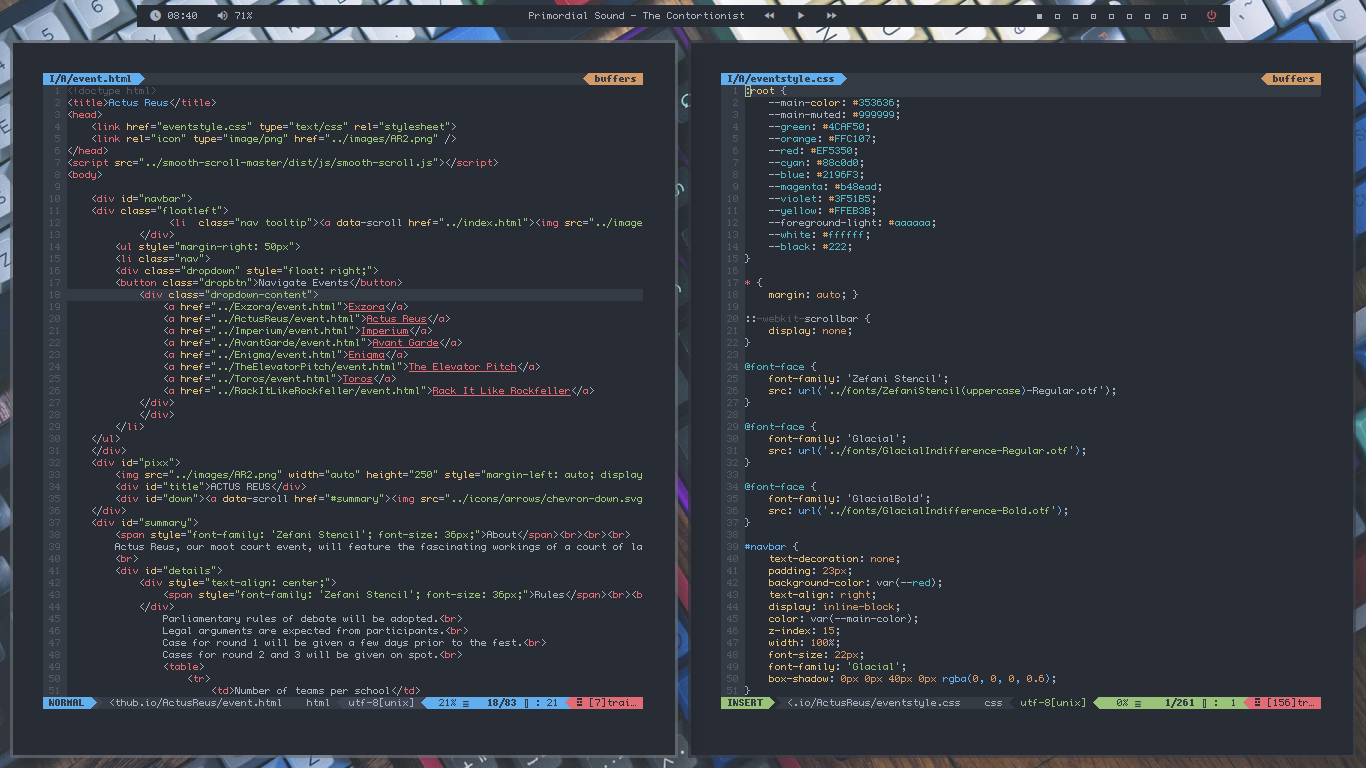 08:40 71% Primordial Sound - The Contortionist
I/A/event.html buffers
1 <!doctype html>
2 <title>Actus Reus</title>
3 <head>
4 <link href="eventstyle.css" type="text/css" rel="stylesheet">
5 <link rel="icon" type="image/png" href="../images/AR2.png" />
6 </head>
7 <script src="../smooth-scroll-master/dist/js/smooth-scroll.js"></script>
8 <body>
9
10 <div id="navbar">
11 <div class="floatleft">
12 <li  class="nav tooltip"><a data-scroll href="../index.html"><img src="../image
13 </div>
14 <ul style="margin-right: 50px">
15 <li class="nav">
16 <div class="dropdown" style="float: right;">
17 <button class="dropbtn">Navigate Events</button>
18 <div class="dropdown-content">
19 <a href="../Exzora/event.html">Exzora</a>
20 <a href="../ActusReus/event.html">Actus Reus</a>
21 <a href="../Imperium/event.html">Imperium</a>
22 <a href="../AvantGarde/event.html">Avant Garde</a>
23 <a href="../Enigma/event.html">Enigma</a>
24 <a href="../TheElevatorPitch/event.html">The Elevator Pitch</a>
25 <a href="../Toros/event.html">Toros</a>
26 <a href="../RackItLikeRockfeller/event.html">Rack It Like Rockfeller</a>
27 </div>
28 </div>
29 </li>
30 </ul>
31 </div>
32 <div id="pixx">
33 <img src="../images/AR2.png" width="auto" height="250" style="margin-left: auto; display
34 <div id="title">ACTUS REUS</div>
35 <div id="down"><a data-scroll href="#summary"><img src="../icons/arrows/chevron-down.svg
36 </div>
37 <div id="summary">
38 <span style="font-family: 'Zefani Stencil'; font-size: 36px;">About</span><br><br><br>
39 Actus Reus, our moot court event, will feature the fascinating workings of a court of la
40 <br>
41 <div id="details">
42 <div style="text-align: center;">
43 <span style="font-family: 'Zefani Stencil'; font-size: 36px;">Rules</span><br><b
44 </div>
45 Parliamentary rules of debate will be adopted.<br>
46 Legal arguments are expected from participants.<br>
47 Case for round 1 will be given a few days prior to the fest.<br>
48 Cases for round 2 and 3 will be given on spot.<br>
49 <table>
50 <tr>
51 <td>Number of teams per school</td>
NORMAL <thub.io/ActusReus/event.html html utf-8[unix] 21% 18/83 : 21 [7]trai…
I/A/eventstyle.css buffers
1 :root {
2 --main-color: #353636;
3 --main-muted: #999999;
4 --green: #4CAF50;
5 --orange: #FFC107;
6 --red: #EF5350;
7 --cyan: #88c0d0;
8 --blue: #2196F3;
9 --magenta: #b48ead;
10 --violet: #3F51B5;
11 --yellow: #FFEB3B;
12 --foreground-light: #aaaaaa;
13 --white: #ffffff;
14 --black: #222;
15 }
16
17 * {
18 margin: auto; }
19
20 ::-webkit-scrollbar {
21 display: none;
22 }
23
24 @font-face {
25 font-family: 'Zefani Stencil';
26 src: url('../fonts/ZefaniStencil(uppercase)-Regular.otf');
27 }
28
29 @font-face {
30 font-family: 'Glacial';
31 src: url('../fonts/GlacialIndifference-Regular.otf');
32 }
33
34 @font-face {
35 font-family: 'GlacialBold';
36 src: url('../fonts/GlacialIndifference-Bold.otf');
37 }
38
39 #navbar {
40 text-decoration: none;
41 padding: 23px;
42 background-color: var(--red);
43 text-align: right;
44 display: inline-block;
45 color: var(--main-color);
46 z-index: 15;
47 width: 100%;
48 font-size: 22px;
49 font-family: 'Glacial';
50 box-shadow: 0px 0px 40px 0px rgba(0, 0, 0, 0.6);
51 }
INSERT <.io/ActusReus/eventstyle.css css utf-8[unix] 0% 1/261 : 1 [156]tr…